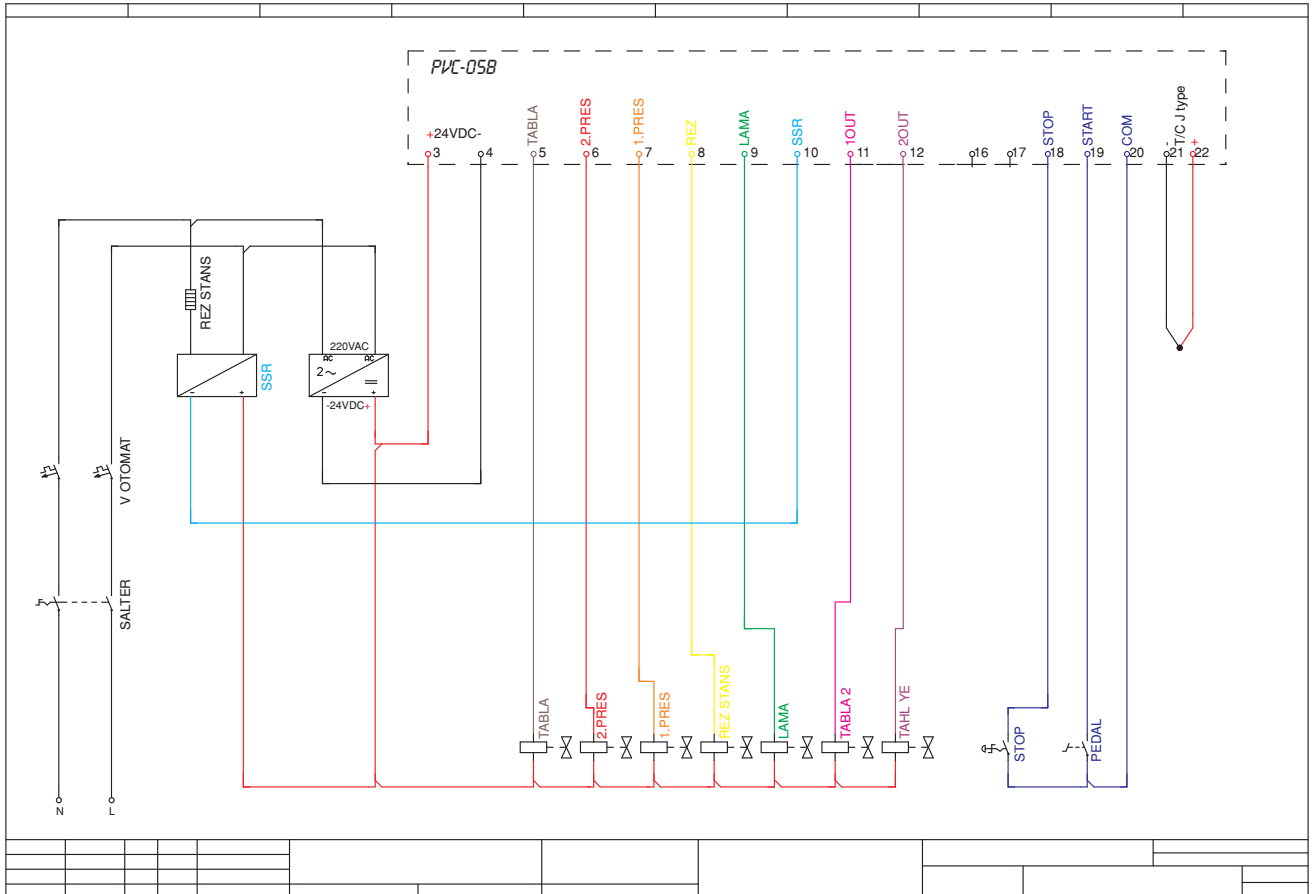 PVC-05B
+24VDC-
TABLA
2.PRES
1.PRES
REZ
LAMA
SSR
1OUT
2OUT
STOP
START
COM
- T/C J type +
3 4 5 6 7 8 9 10 11 12 16 17 18 19 20 21 22
REZ STANS
SSR
- +
220VAC
AC AC
2~
- +
-24VDC+
V OTOMAT
SALTER
TABLA
2.PRES
1.PRES
REZ STANS
LAMA
TABLA 2
TAHL YE
STOP
PEDAL
N L